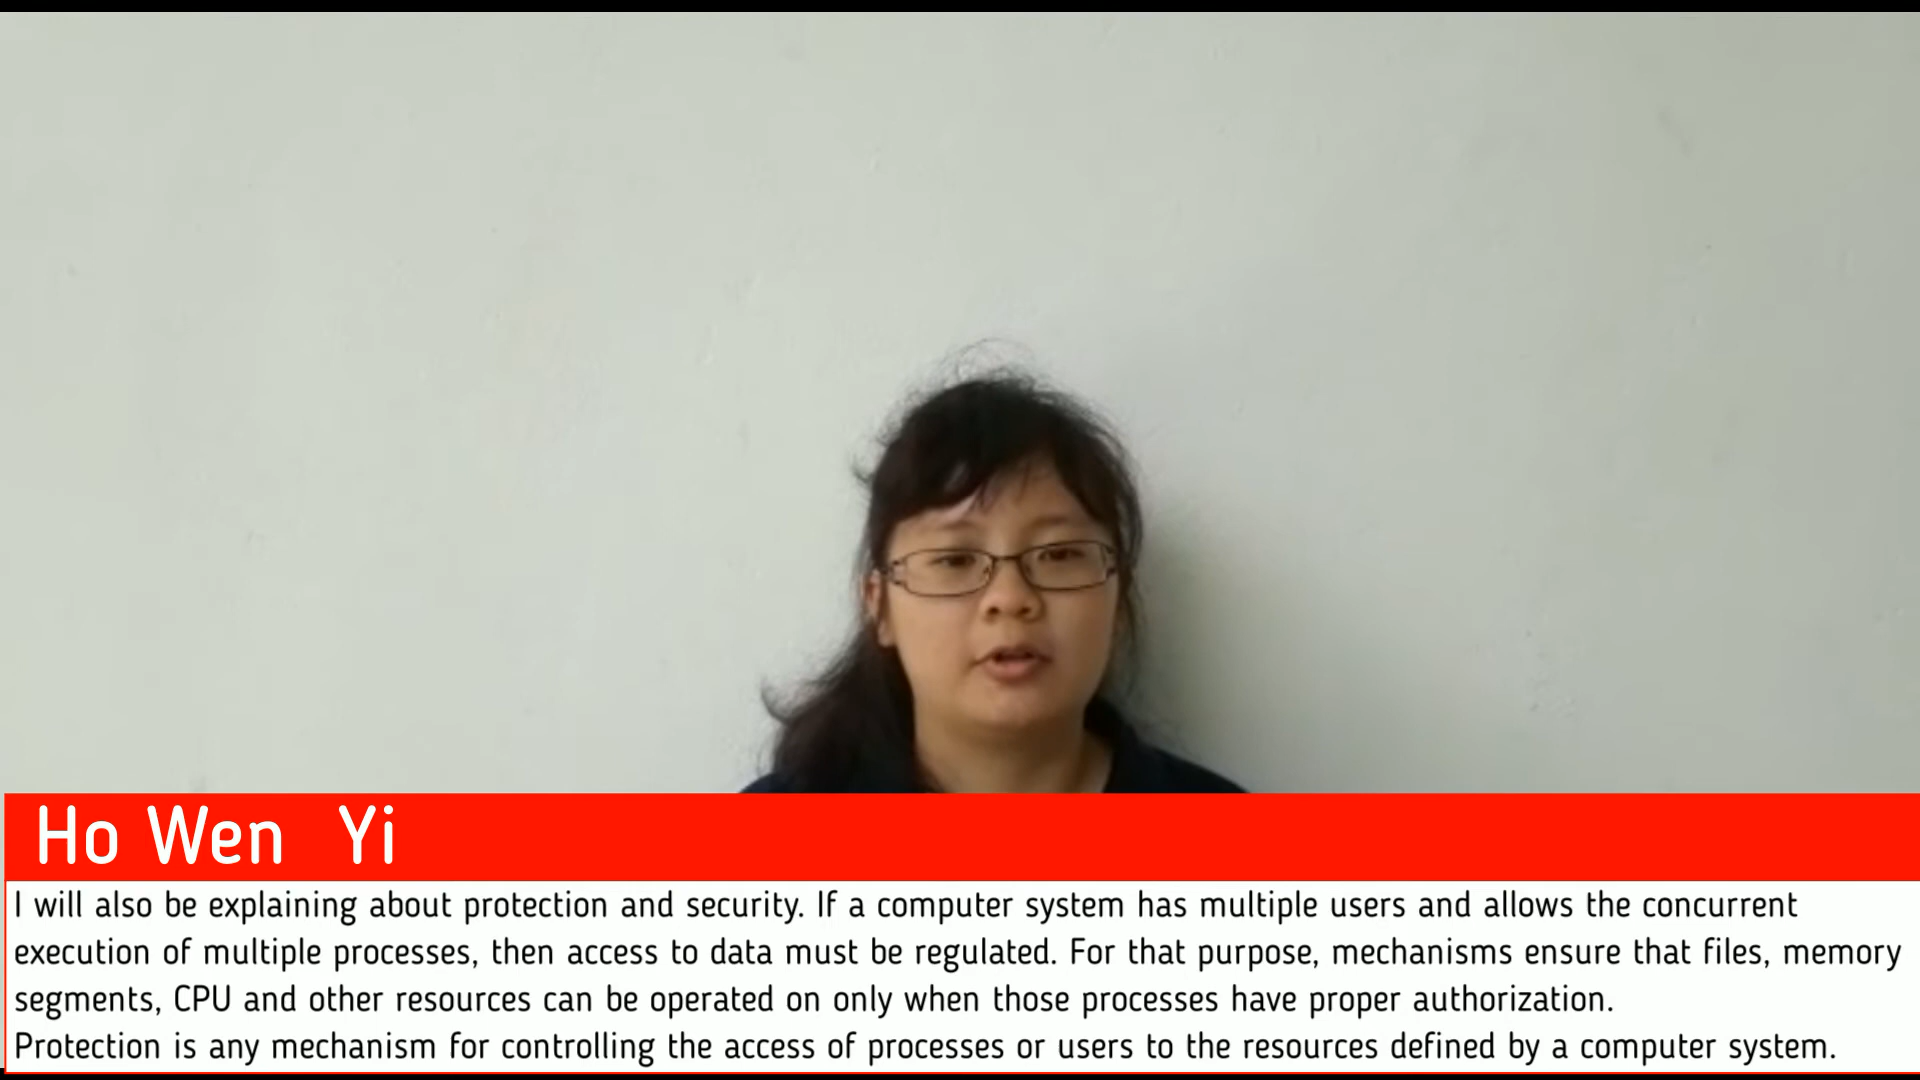 Ho Wen Yi
I will also be explaining about protection and security. If a computer system has multiple users and allows the concurrent
execution of multiple processes, then access to data must be regulated. For that purpose, mechanisms ensure that files, memory
segments, CPU and other resources can be operated on only when those processes have proper authorization.
Protection is any mechanism for controlling the access of processes or users to the resources defined by a computer system.